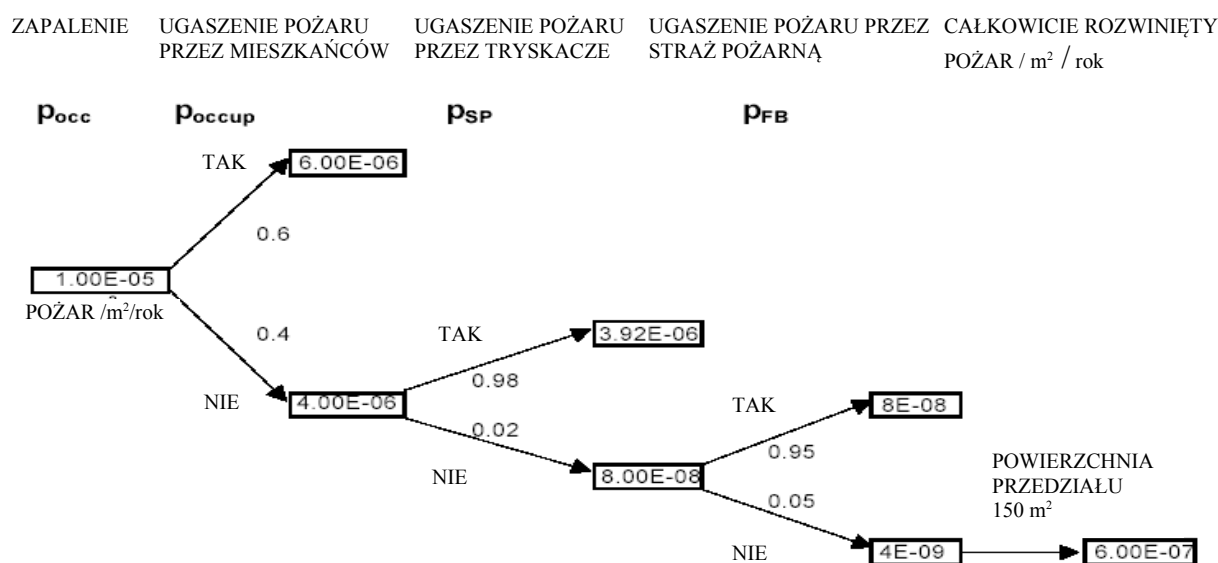 ZAPALENIE
UGASZENIE POŻARU
PRZEZ MIESZKAŃCÓW
UGASZENIE POŻARU
PRZEZ TRYSKACZE
UGASZENIE POŻARU PRZEZ
STRAŻ POŻARNĄ
CAŁKOWICIE ROZWINIĘTY
POŻAR / m² / rok
pocc
poccup
pSP
pFB
TAK
6.00E-06
0.6
1.00E-05
POŻAR /m²/rok
0.4
NIE
4.00E-06
TAK
3.92E-06
0.98
0.02
NIE
8.00E-08
TAK
8E-08
0.95
0.05
NIE
4E-09
POWIERZCHNIA
PRZEDZIAŁU
150 m²
6.00E-07